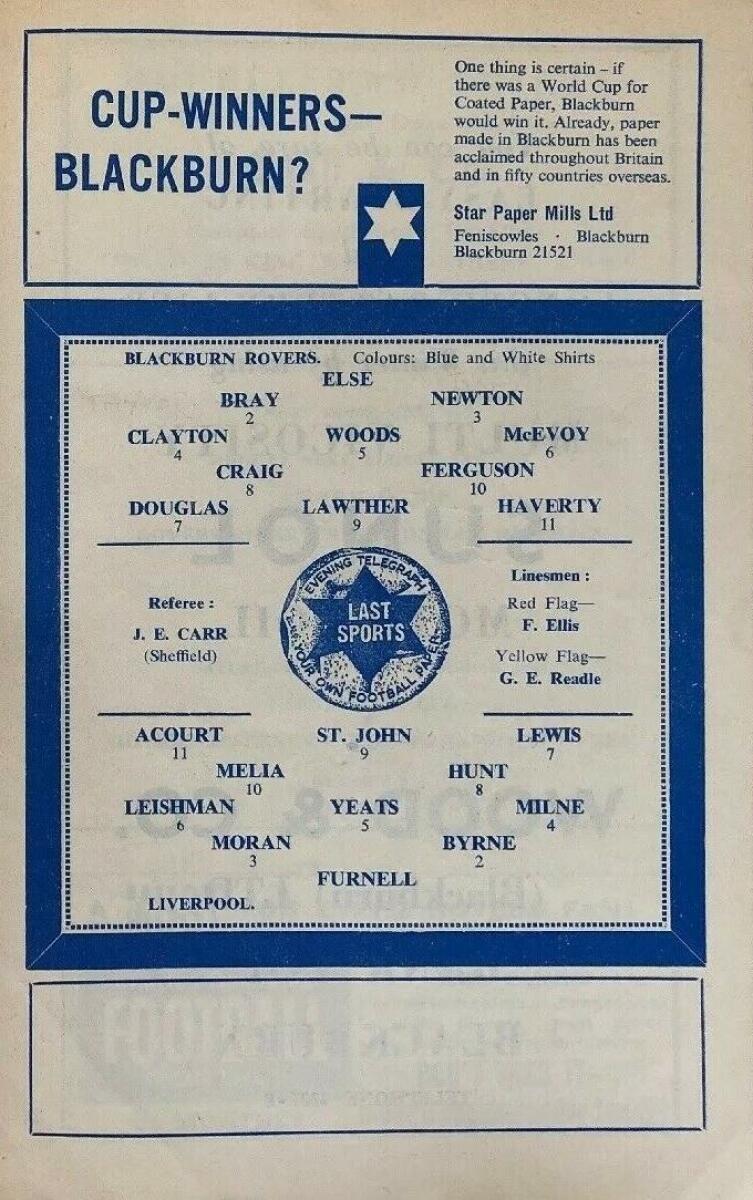 CUP-WINNERS—
BLACKBURN?
One thing is certain – if
there was a World Cup for
Coated Paper, Blackburn
would win it. Already, paper
made in Blackburn has been
acclaimed throughout Britain
and in fifty countries overseas.
Star Paper Mills Ltd
Feniscowles · Blackburn
Blackburn 21521
BLACKBURN ROVERS. Colours: Blue and White Shirts
ELSE
BRAY NEWTON
2 3
CLAYTON WOODS McEVOY
4 5 6
CRAIG FERGUSON
8 10
DOUGLAS LAWTHER HAVERTY
7 9 11
Referee :
J. E. CARR
(Sheffield)
EVENING TELEGRAPH
LAST
SPORTS
YOUR OWN FOOTBALL PAPER
Linesmen :
Red Flag—
F. Ellis
Yellow Flag—
G. E. Readle
ACOURT ST. JOHN LEWIS
11 9 7
MELIA HUNT
10 8
LEISHMAN YEATS MILNE
6 5 4
MORAN BYRNE
3 2
FURNELL
LIVERPOOL.